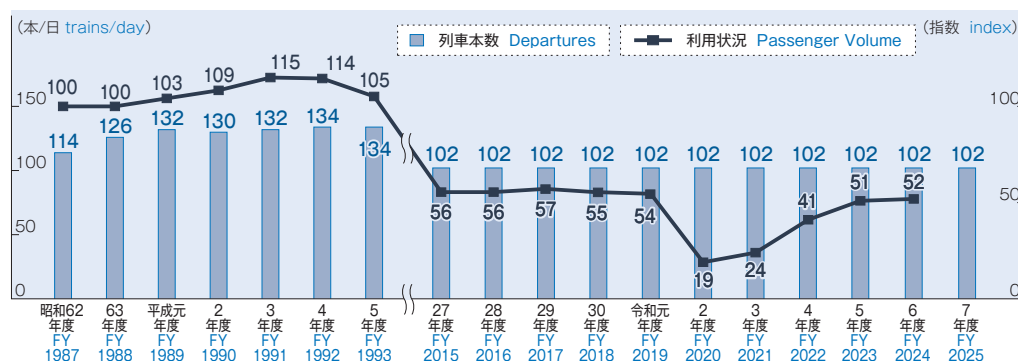 (本/日 trains/day)
列車本数 Departures
利用状況 Passenger Volume
(指数 index)
100 100 103 109 115 114 105
150 100
114 126 132 130 132 134 134
100
102 102 102 102 102 102 102 102 102 102 102
50 50
56 56 57 55 54 19 24 41 51 52
0 0
昭和62 63 平成元 2 3 4 5 27 28 29 30 令和元 2 3 4 5 6 7
年度 年度 年度 年度 年度 年度 年度 年度 年度 年度 年度 年度 年度 年度 年度 年度 年度 年度
FY FY FY FY FY FY FY FY FY FY FY FY FY FY FY FY FY FY
1987 1988 1989 1990 1991 1992 1993 2015 2016 2017 2018 2019 2020 2021 2022 2023 2024 2025